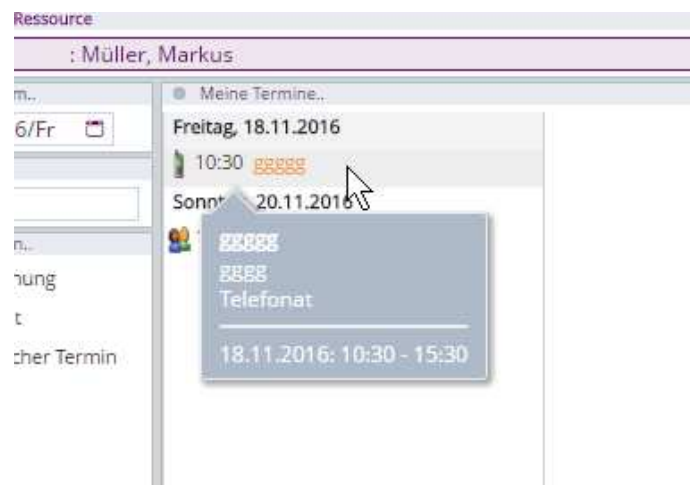 Ressource
: Müller, Markus
m..
Meine Termine..
6/Fr
Freitag, 18.11.2016
10:30 ggggg
20.11.2016
ggggg
gggg
Telefonat
18.11.2016: 10:30 - 15:30
n..
nung
t
cher Termin